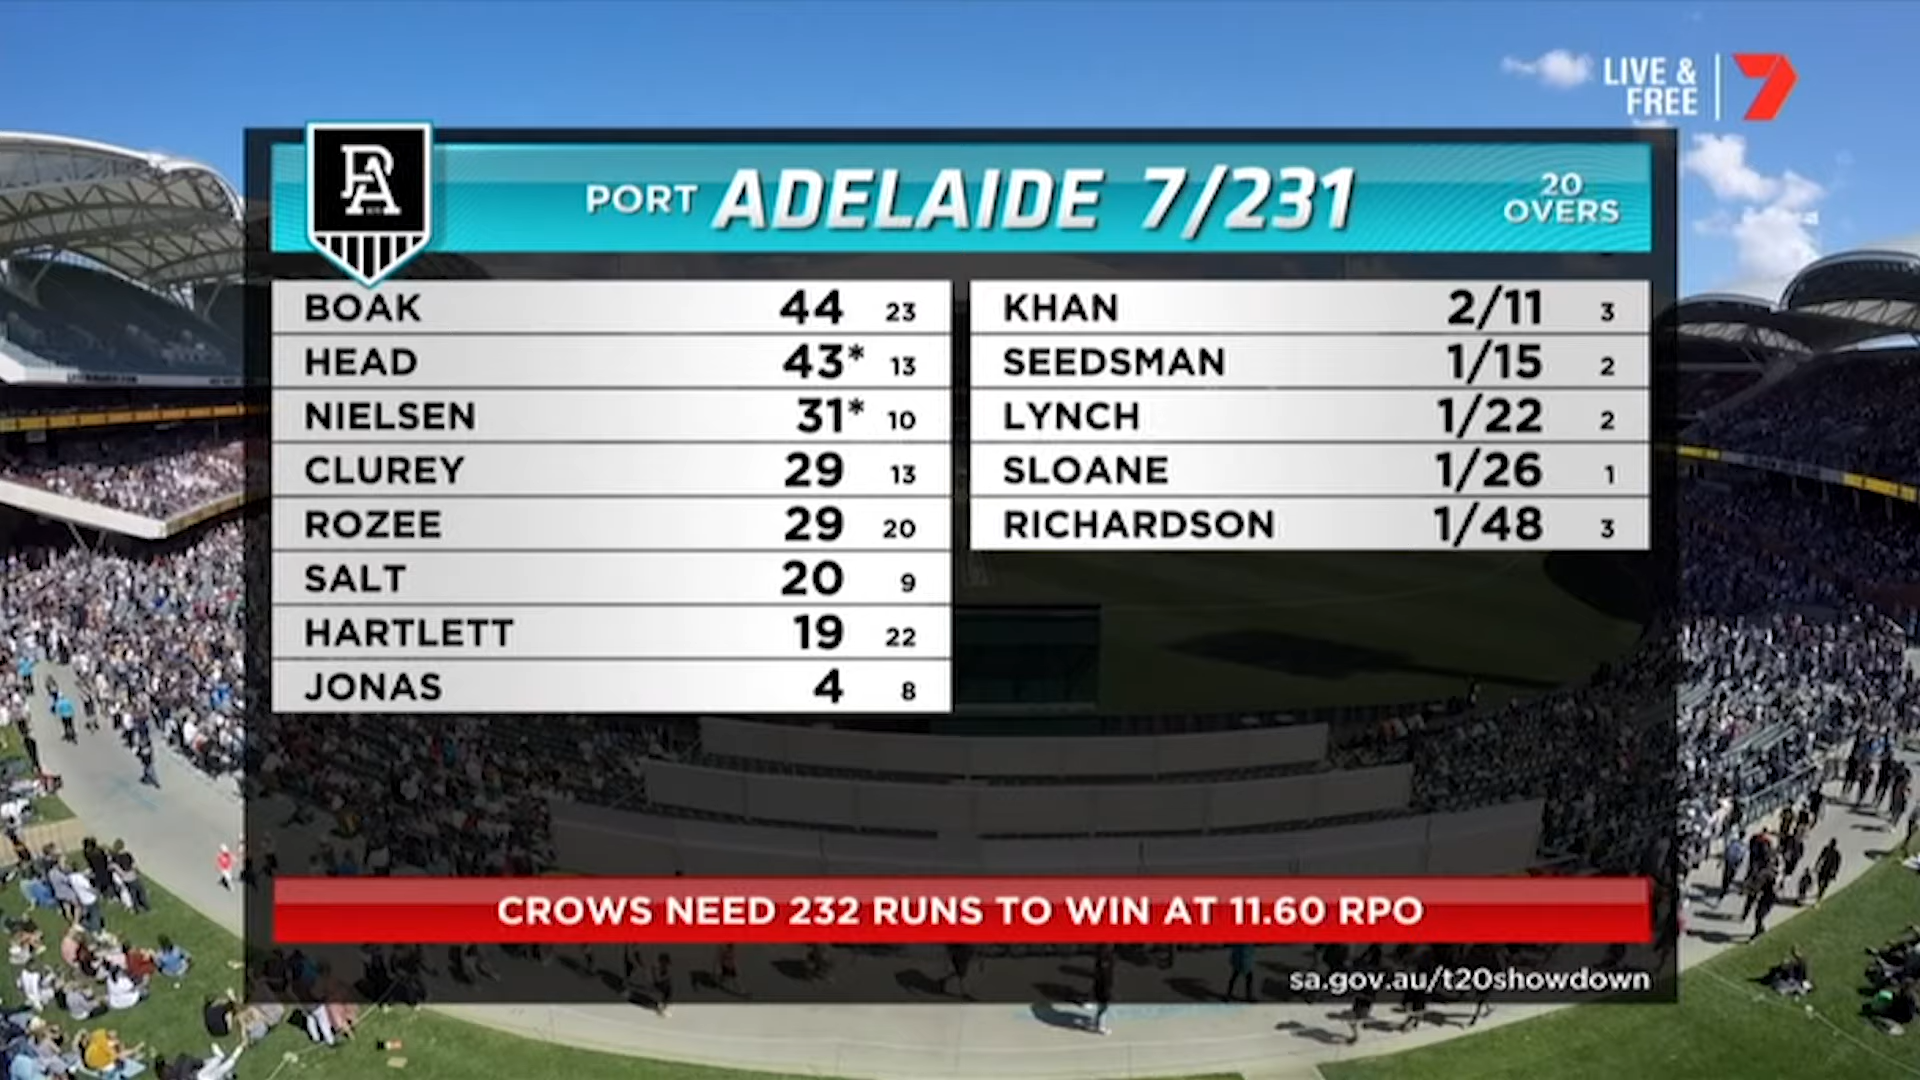 LIVE &
FREE
7
PA
PORT ADELAIDE 7/231
20
OVERS
BOAK 44 23
HEAD 43* 13
NIELSEN 31* 10
CLUREY 29 13
ROZEE 29 20
SALT 20 9
HARTLETT 19 22
JONAS 4 8
KHAN 2/11 3
SEEDSMAN 1/15 2
LYNCH 1/22 2
SLOANE 1/26 1
RICHARDSON 1/48 3
CROWS NEED 232 RUNS TO WIN AT 11.60 RPO
sa.gov.au/t20showdown